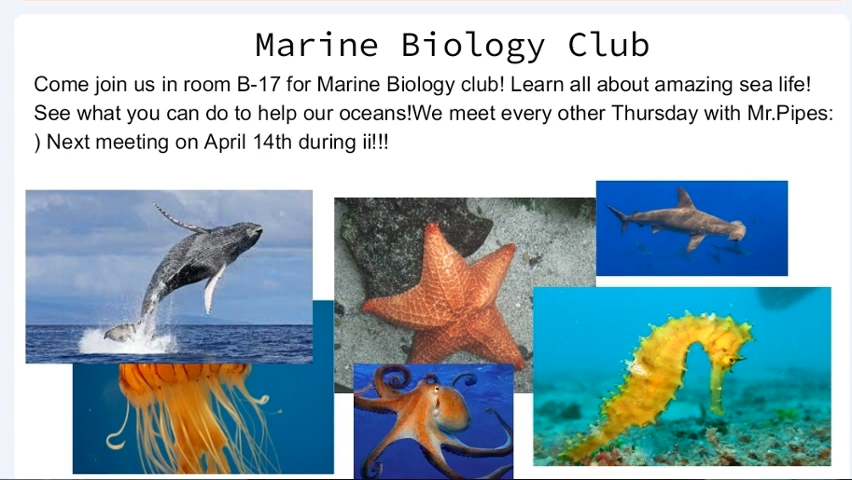 Marine Biology Club
Come join us in room B-17 for Marine Biology club! Learn all about amazing sea life!
See what you can do to help our oceans!We meet every other Thursday with Mr.Pipes:
) Next meeting on April 14th during ii!!!